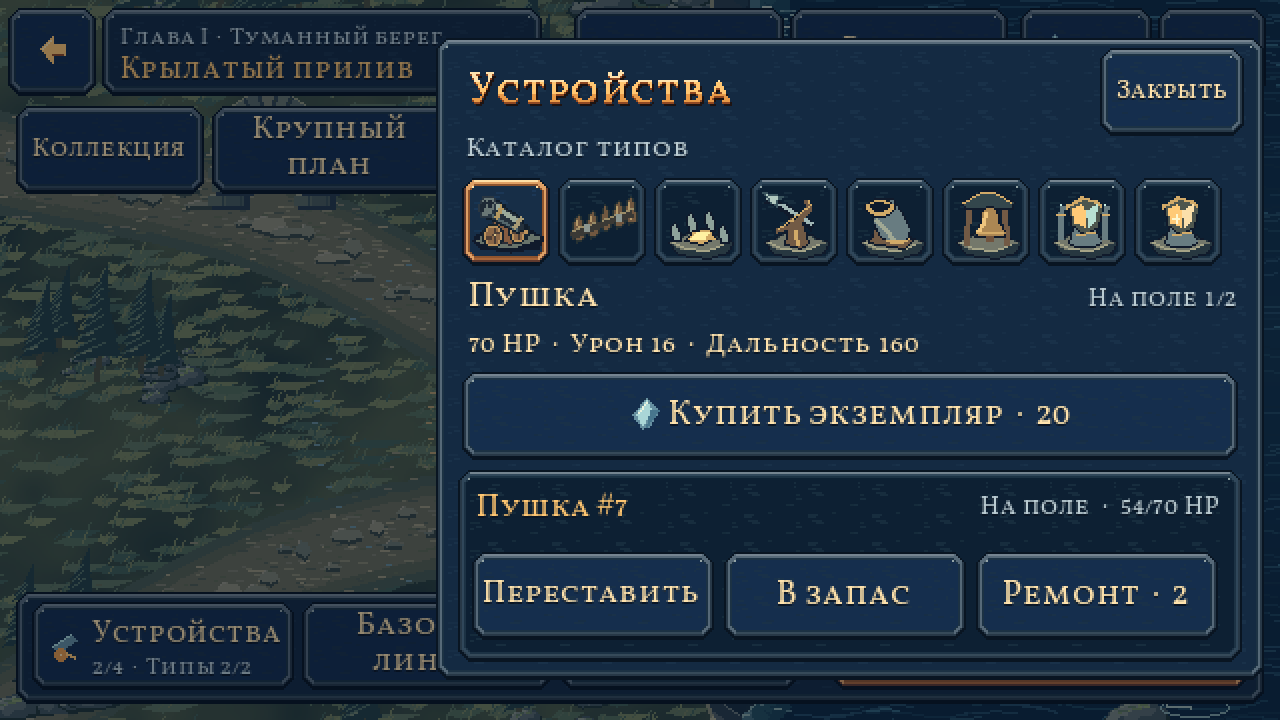 Глава I · Туманный берег
Крылатый прилив
Коллекция
Крупный
план
Устройства
Закрыть
Каталог типов
Пушка
На поле 1/2
70 HP · Урон 16 · Дальность 160
Купить экземпляр · 20
Пушка #7
На поле · 54/70 HP
Переставить
В запас
Ремонт · 2
Устройства
2/4 · Типы 2/2